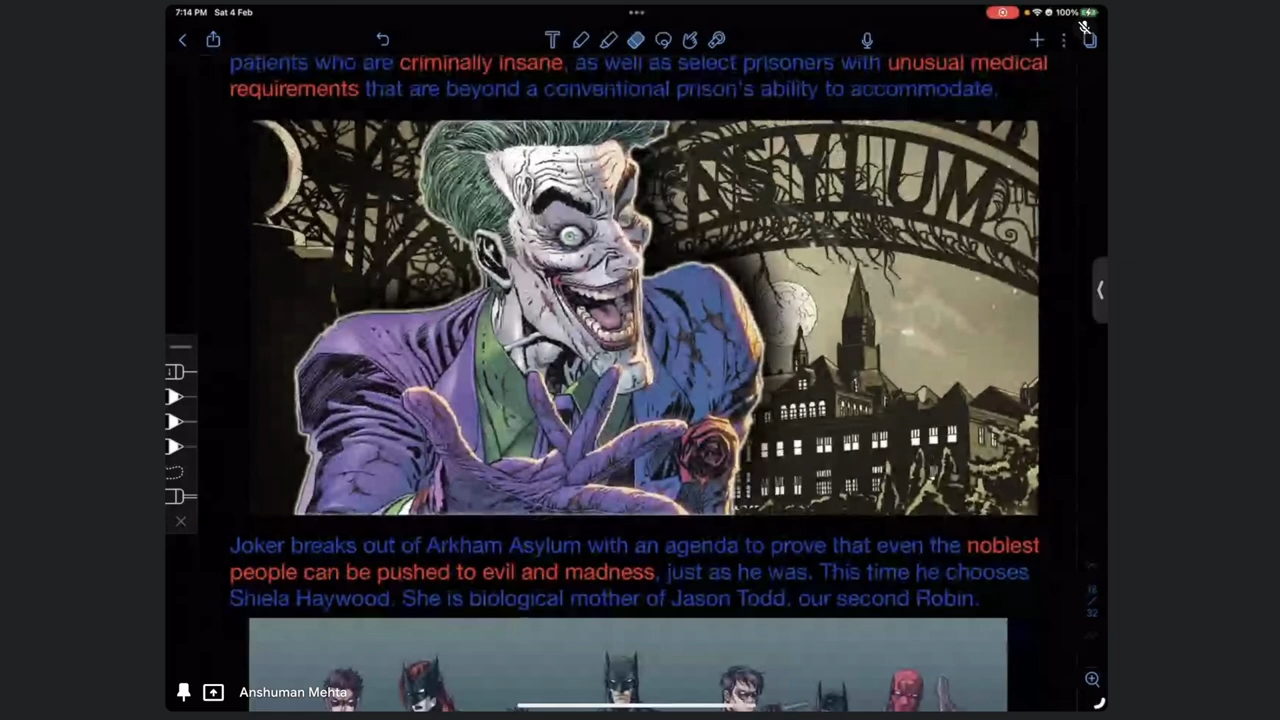 7:14 PM Sat 4 Feb
100%
patients who are criminally insane, as well as select prisoners with unusual medical
requirements that are beyond a conventional prison's ability to accommodate.
ASYLUM
Joker breaks out of Arkham Asylum with an agenda to prove that even the noblest
people can be pushed to evil and madness, just as he was. This time he chooses
Shiela Haywood. She is biological mother of Jason Todd, our second Robin.
18
/
32
Anshuman Mehta